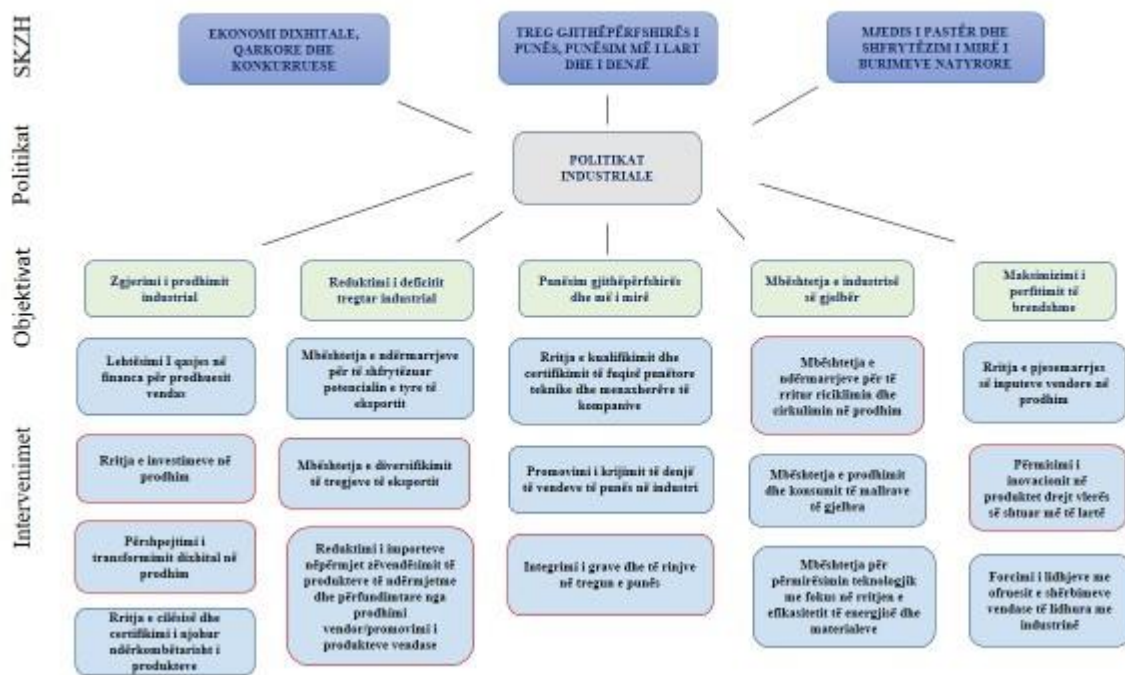 SKZH
EKONOMI DIXHITALE,
QARKORE DHE
KONKURRUESE
TREG GJITHËPËRFSHIRËS I
PUNËS, PUNËSIM MË I LART
DHE I DENJË
MJEDIS I PASTËR DHE
SHFRYTËZIM I MIRË I
BURIMEVE NATYRORE
Politikat
POLITIKAT
INDUSTRIALE
Objektivat
Zgjerimi i prodhimit
industrial
Reduktimi i deficitit
tregtar industrial
Punësim gjithëpërfshirës
dhe më i mirë
Mbështetja e industrisë
së gjelbër
Maksimizimi i
perfitimit të
brendshme
Intervenimet
Lehtësimi I qasjes në
financa për prodhuesit
vendas
Mbështetja e ndërmarrjeve
për të shfrytëzuar
potencialin e tyre të
eksportit
Rritja e kualifikimit dhe
certifikimit të fuqisë punëtore
teknike dhe menaxherëve të
kompanive
Mbështetja e
ndërmarrjeve për të
rritur riciklimin dhe
cirkulimin në prodhim
Rritja e pjesemarrjes
së inputeve vendore në
prodhim
Rritja e investimeve në
prodhim
Mbështetja e diversifikimit
të tregjeve të eksportit
Promovimi i krijimit të denjë
të vendeve të punës në industri
Mbështetja e prodhimit
dhe konsumit të mallrave
të gjelbra
Përmisimi i
inovacionit në
produktet drejt vlerës
së shtuar më të lartë
Përshpejtimi i
transformimit dixhital në
prodhim
Reduktimi i importeve
nëpërmjet zëvendësimit të
produkteve të ndërmjetme
dhe përfundimtare nga
prodhimi
vendor/promovimi i
produkteve vendase
Integrimi i grave dhe të rinjve
në tregun e punës
Mbështetja për
përmirësimin teknologjik
me fokus në rritjen e
efikasitetit të energjisë dhe
materialeve
Forcimi i lidhjeve me
ofruesit e shërbimeve
vendase të lidhura me
industrinë
Rritja e cilësisë dhe
certifikimi i njohur
ndërkombëtarisht i
produkteve